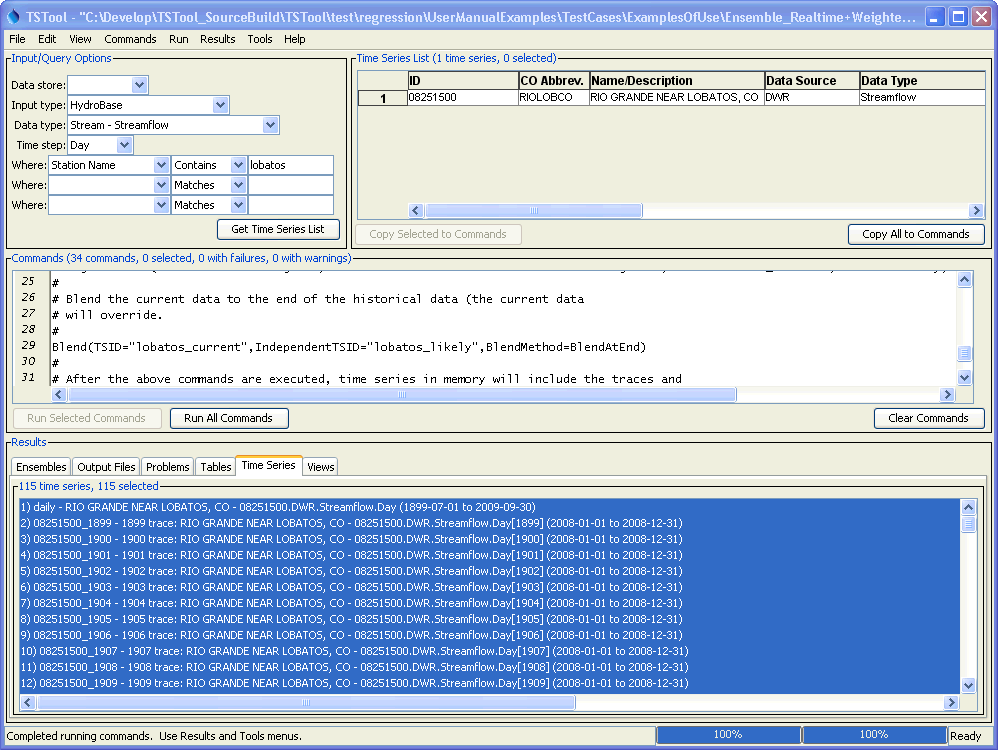 TSTool - "C:\Develop\TSTool_SourceBuild\TSTool\test\regression\UserManualExamples\TestCases\ExamplesOfUse\Ensemble_Realtime+Weighte...
File Edit View Commands Run Results Tools Help
Input/Query Options
Data store:
Input type: HydroBase
Data type: Stream - Streamflow
Time step: Day
Where: Station Name Contains lobatos
Where: Matches
Where: Matches
Get Time Series List
Time Series List (1 time series, 0 selected)
ID CO Abbrev. Name/Description Data Source Data Type
1 08251500 RIOLOBCO RIO GRANDE NEAR LOBATOS, CO DWR Streamflow
Copy Selected to Commands Copy All to Commands
Commands (34 commands, 0 selected, 0 with failures, 0 with warnings)
25 #
26 # Blend the current data to the end of the historical data (the current data
27 # will override.
28 #
29 Blend(TSID="lobatos_current",IndependentTSID="lobatos_likely",BlendMethod=BlendAtEnd)
30 #
31 # After the above commands are executed, time series in memory will include the traces and
Run Selected Commands Run All Commands Clear Commands
Results
Ensembles Output Files Problems Tables Time Series Views
115 time series, 115 selected
1) daily - RIO GRANDE NEAR LOBATOS, CO - 08251500.DWR.Streamflow.Day (1899-07-01 to 2009-09-30)
2) 08251500_1899 - 1899 trace: RIO GRANDE NEAR LOBATOS, CO - 08251500.DWR.Streamflow.Day[1899] (2008-01-01 to 2008-12-31)
3) 08251500_1900 - 1900 trace: RIO GRANDE NEAR LOBATOS, CO - 08251500.DWR.Streamflow.Day[1900] (2008-01-01 to 2008-12-31)
4) 08251500_1901 - 1901 trace: RIO GRANDE NEAR LOBATOS, CO - 08251500.DWR.Streamflow.Day[1901] (2008-01-01 to 2008-12-31)
5) 08251500_1902 - 1902 trace: RIO GRANDE NEAR LOBATOS, CO - 08251500.DWR.Streamflow.Day[1902] (2008-01-01 to 2008-12-31)
6) 08251500_1903 - 1903 trace: RIO GRANDE NEAR LOBATOS, CO - 08251500.DWR.Streamflow.Day[1903] (2008-01-01 to 2008-12-31)
7) 08251500_1904 - 1904 trace: RIO GRANDE NEAR LOBATOS, CO - 08251500.DWR.Streamflow.Day[1904] (2008-01-01 to 2008-12-31)
8) 08251500_1905 - 1905 trace: RIO GRANDE NEAR LOBATOS, CO - 08251500.DWR.Streamflow.Day[1905] (2008-01-01 to 2008-12-31)
9) 08251500_1906 - 1906 trace: RIO GRANDE NEAR LOBATOS, CO - 08251500.DWR.Streamflow.Day[1906] (2008-01-01 to 2008-12-31)
10) 08251500_1907 - 1907 trace: RIO GRANDE NEAR LOBATOS, CO - 08251500.DWR.Streamflow.Day[1907] (2008-01-01 to 2008-12-31)
11) 08251500_1908 - 1908 trace: RIO GRANDE NEAR LOBATOS, CO - 08251500.DWR.Streamflow.Day[1908] (2008-01-01 to 2008-12-31)
12) 08251500_1909 - 1909 trace: RIO GRANDE NEAR LOBATOS, CO - 08251500.DWR.Streamflow.Day[1909] (2008-01-01 to 2008-12-31)
Completed running commands. Use Results and Tools menus. 100% 100% Ready